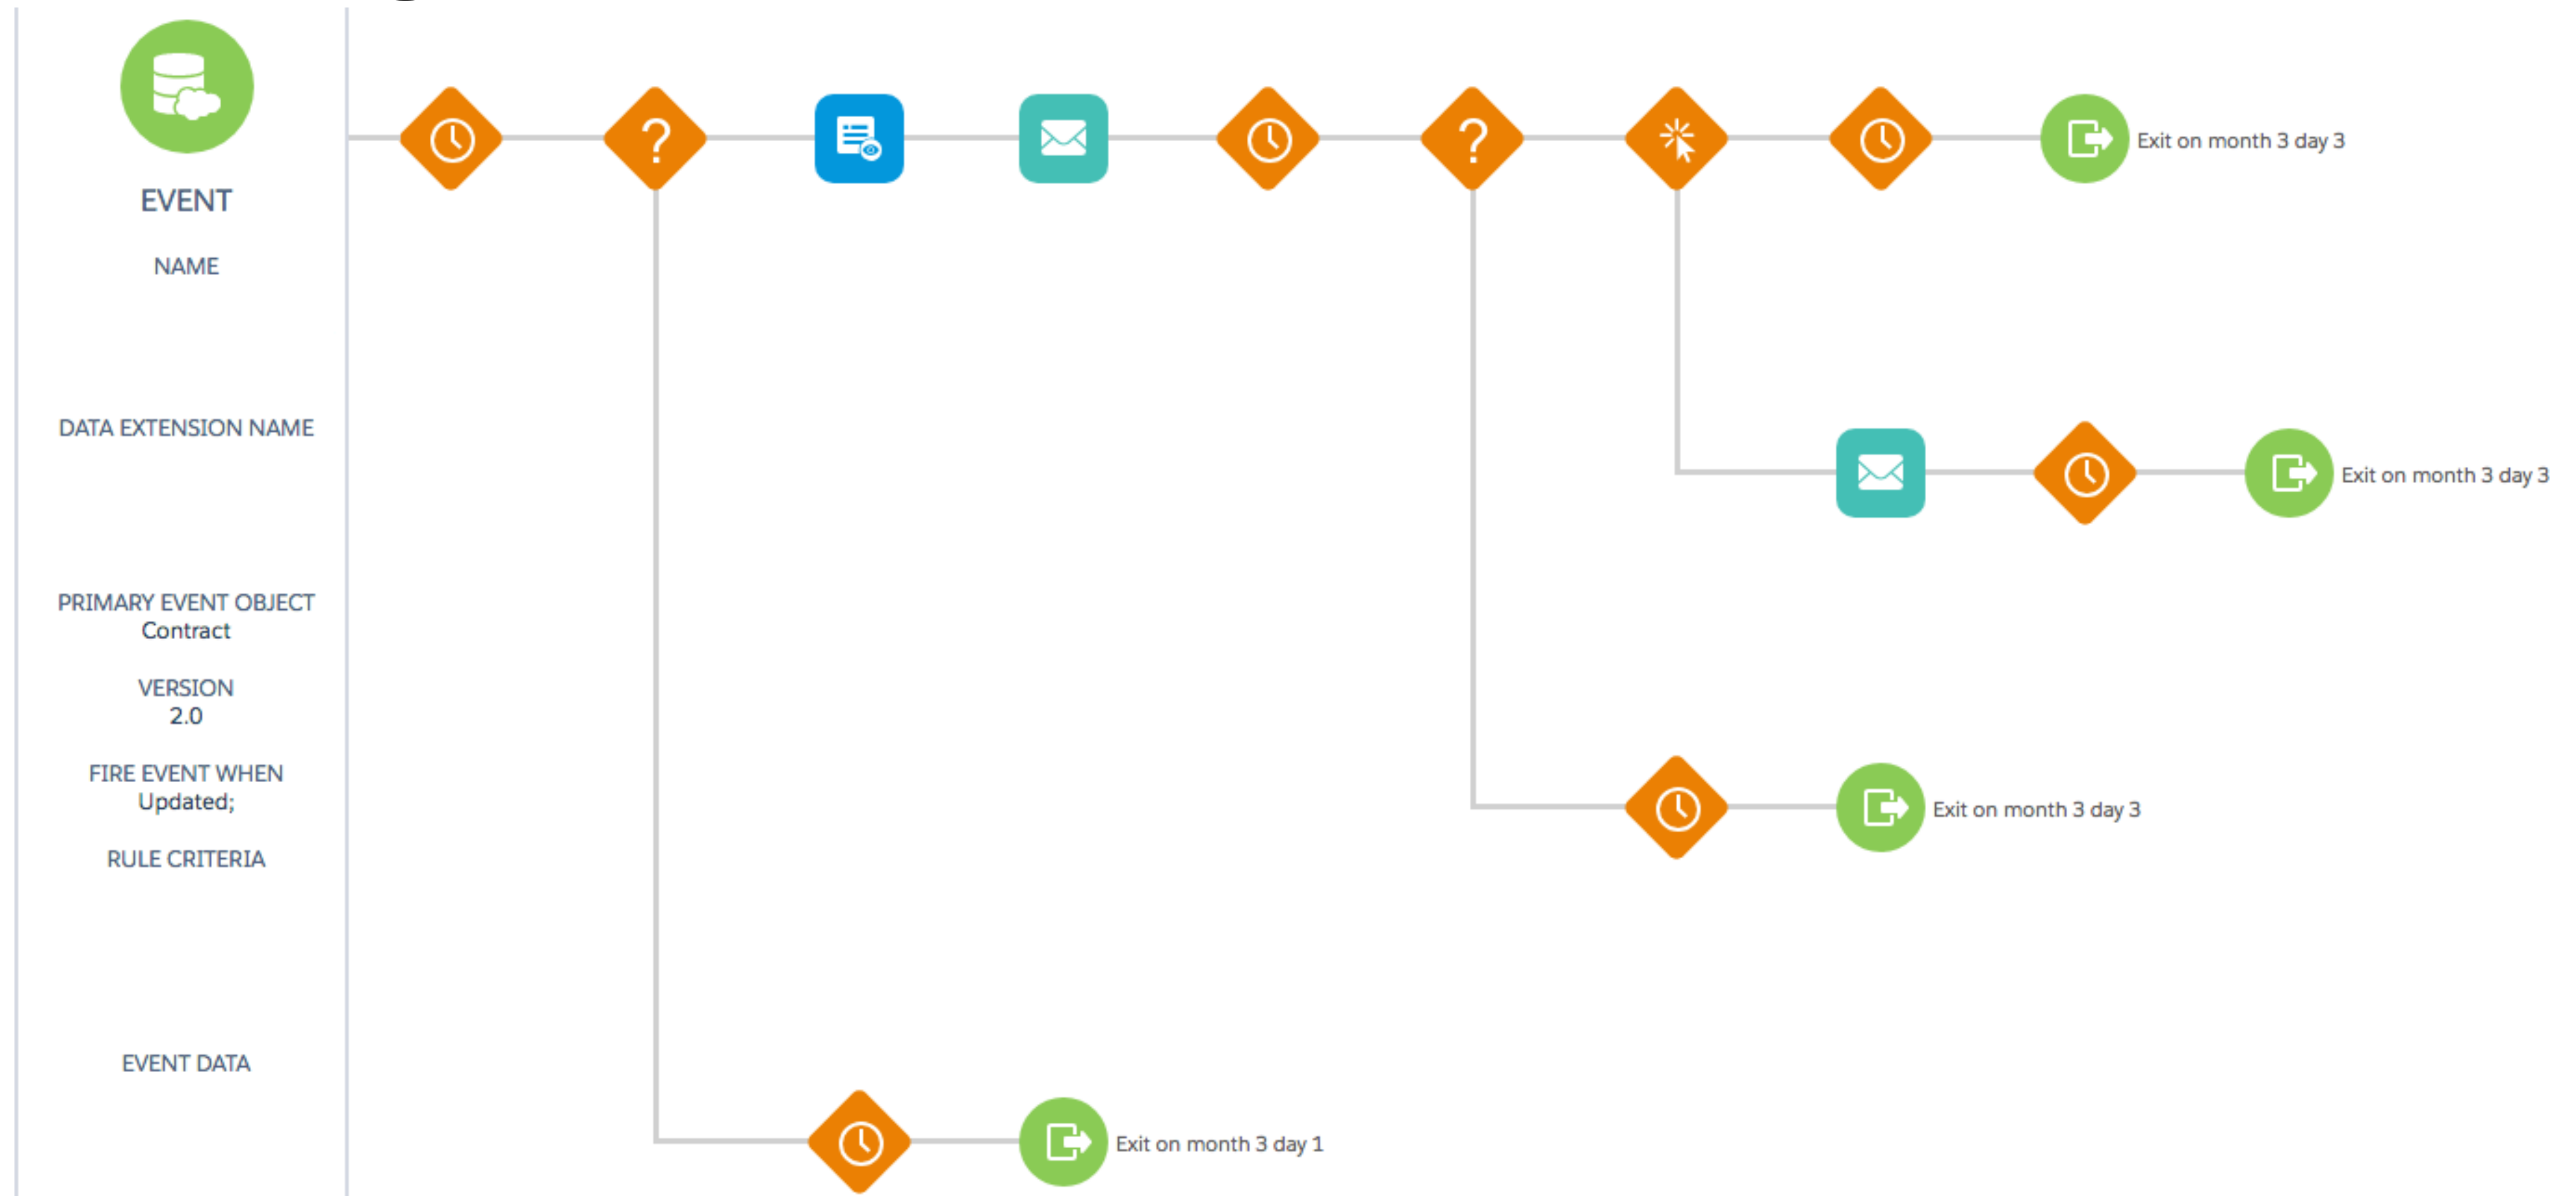 EVENT
NAME
DATA EXTENSION NAME
PRIMARY EVENT OBJECT
Contract
VERSION
2.0
FIRE EVENT WHEN
Updated;
RULE CRITERIA
EVENT DATA
?
?
Exit on month 3 day 3
Exit on month 3 day 3
Exit on month 3 day 3
Exit on month 3 day 1